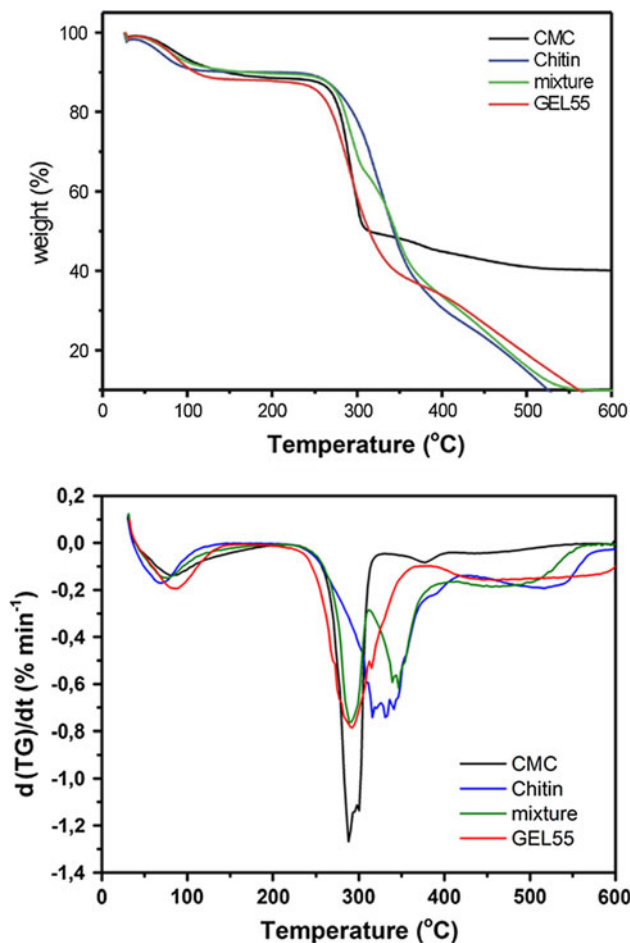 100
80
60
40
20
weight (%)
CMC
Chitin
mixture
GEL55
0 100 200 300 400 500 600
Temperature (°C)
0,2
0,0
-0,2
-0,4
-0,6
-0,8
-1,0
-1,2
-1,4
d(TG)/dt (% min⁻¹)
CMC
Chitin
mixture
GEL55
0 100 200 300 400 500 600
Temperature (°C)